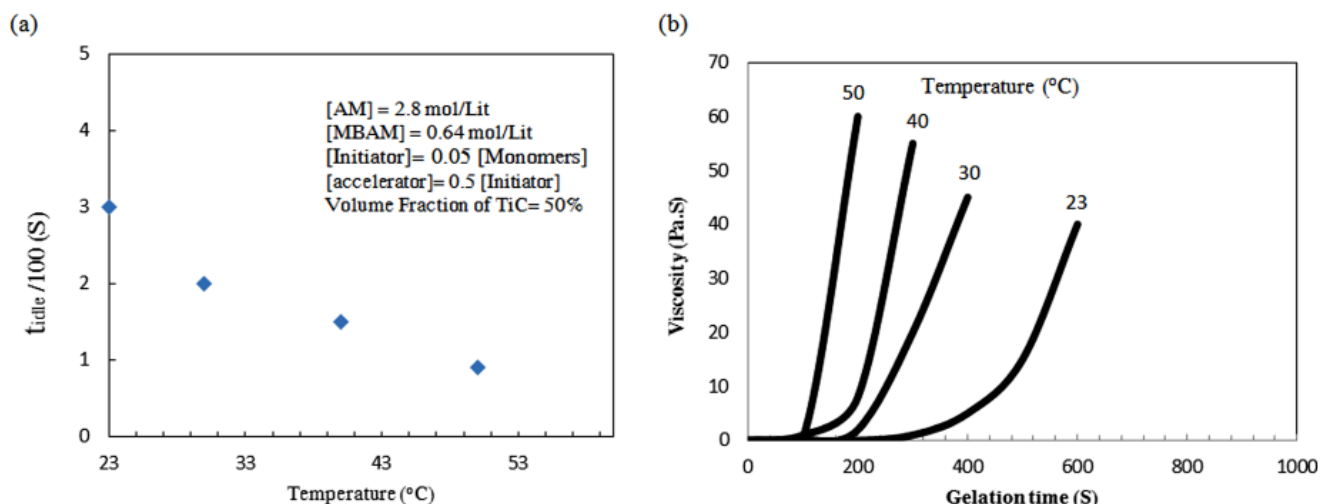 (a)
5
4
3
2
1
0
tidle /100 (S)
[AM] = 2.8 mol/Lit
[MBAM] = 0.64 mol/Lit
[Initiator]= 0.05 [Monomers]
[accelerator]= 0.5 [Initiator]
Volume Fraction of TiC= 50%
23 33 43 53
Temperature (°C)
(b)
70
60
50
40
30
20
10
0
Viscosity (Pa.S)
Temperature (°C)
50
40
30
23
0 200 400 600 800 1000
Gelation time (S)